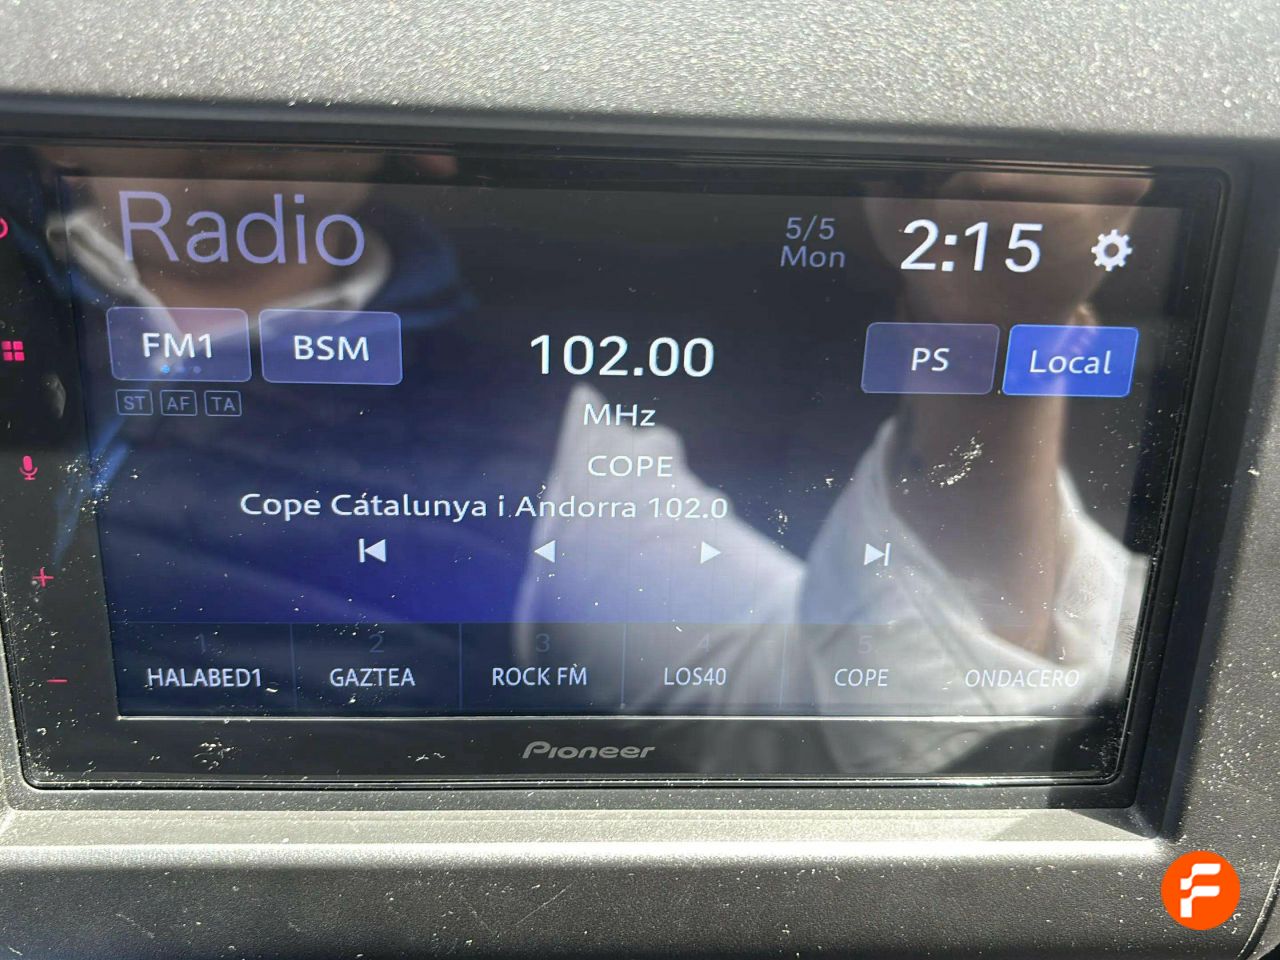 Radio
5/5
Mon
2:15
FM1
BSM
102.00
PS
Local
ST AF TA
MHz
COPE
Cope Catalunya i Andorra 102.0
1 2 3 4 5
HALABED1 GAZTEA ROCK FM LOS40 COPE ONDACERO
Pioneer
F